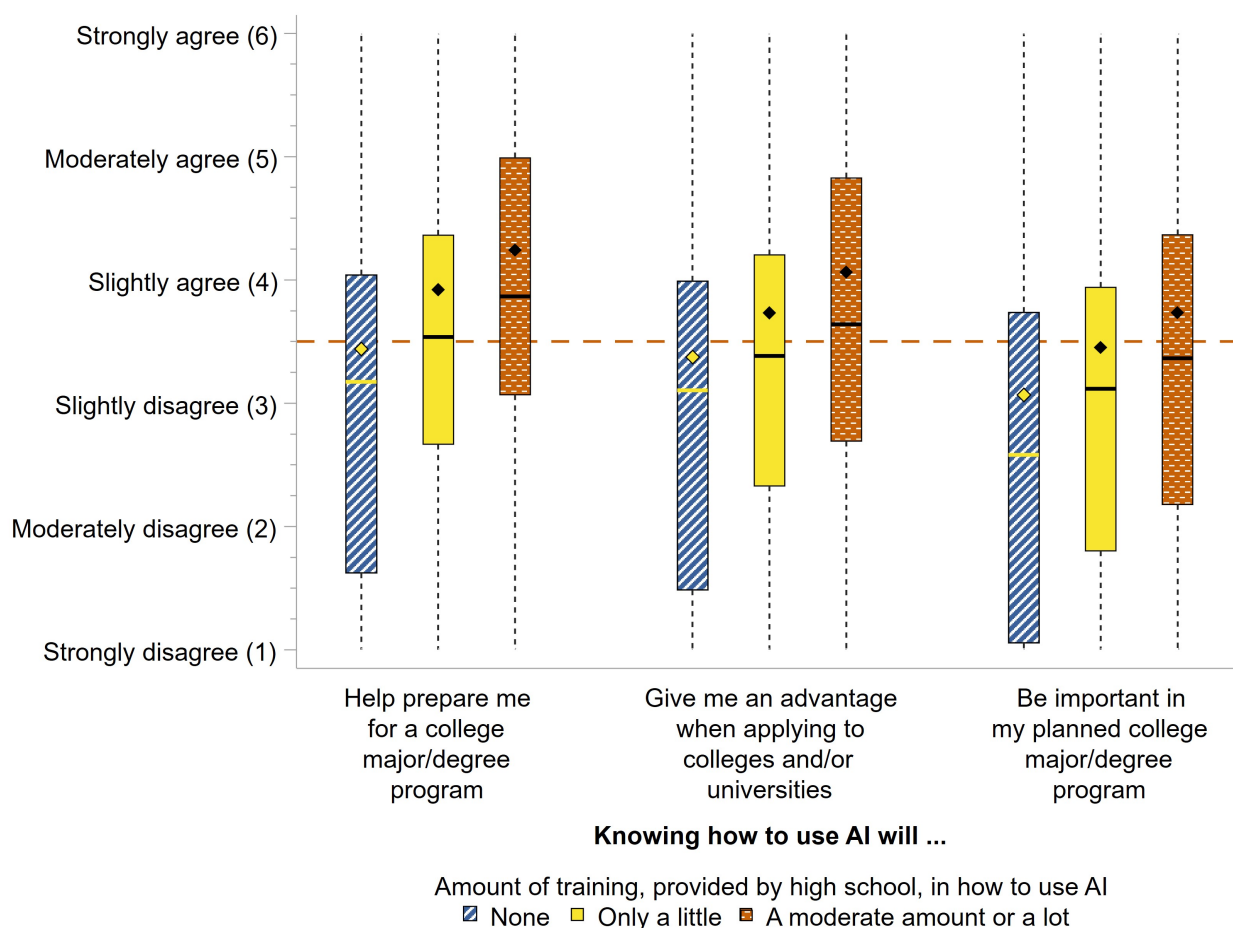 Strongly agree (6)
Moderately agree (5)
Slightly agree (4)
Slightly disagree (3)
Moderately disagree (2)
Strongly disagree (1)
Help prepare me
for a college
major/degree
program
Give me an advantage
when applying to
colleges and/or
universities
Be important in
my planned college
major/degree
program
Knowing how to use AI will ...
Amount of training, provided by high school, in how to use AI
None Only a little A moderate amount or a lot